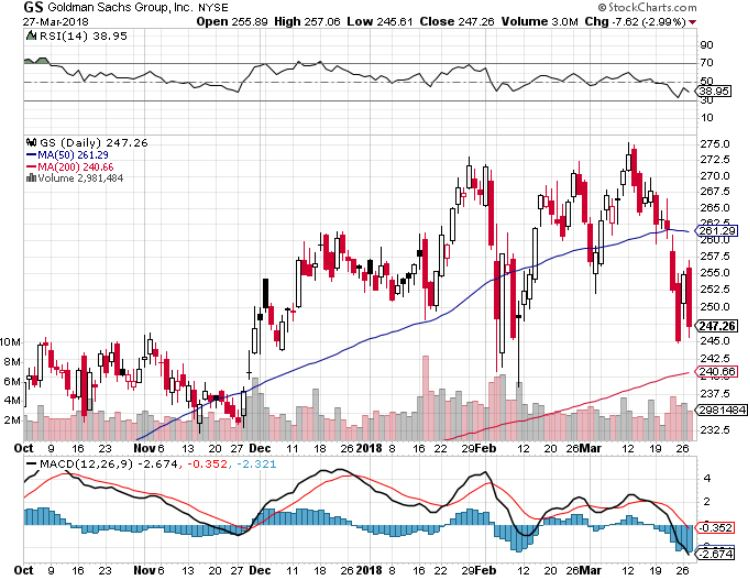 GS Goldman Sachs Group, Inc. NYSE © StockCharts.com
27-Mar-2018 Open 255.89 High 257.06 Low 245.61 Close 247.26 Volume 3.0M Chg -7.62 (-2.99%)
RSI(14) 38.95
90
70
50
38.95
30
10
GS (Daily) 247.26
MA(50) 261.29
MA(200) 240.66
Volume 2,981,484
275.0
272.5
270.0
267.5
265.0
261.29
260.0
257.5
255.0
252.5
250.0
247.26
10M 245.0
8M 242.5
240.66
6M
4M 237.5
2981484
2M 232.5
Oct 9 16 23 Nov 6 13 20 Dec 11 18 26 2018 8 16 22 Feb 12 20 26 Mar 12 19 26
MACD(12,26,9) -2.674, -0.352, -2.321
4
2
-0.352
-2.674
Oct 9 16 23 Nov 6 13 20 Dec 11 18 26 2018 8 16 22 Feb 12 20 26 Mar 12 19 26